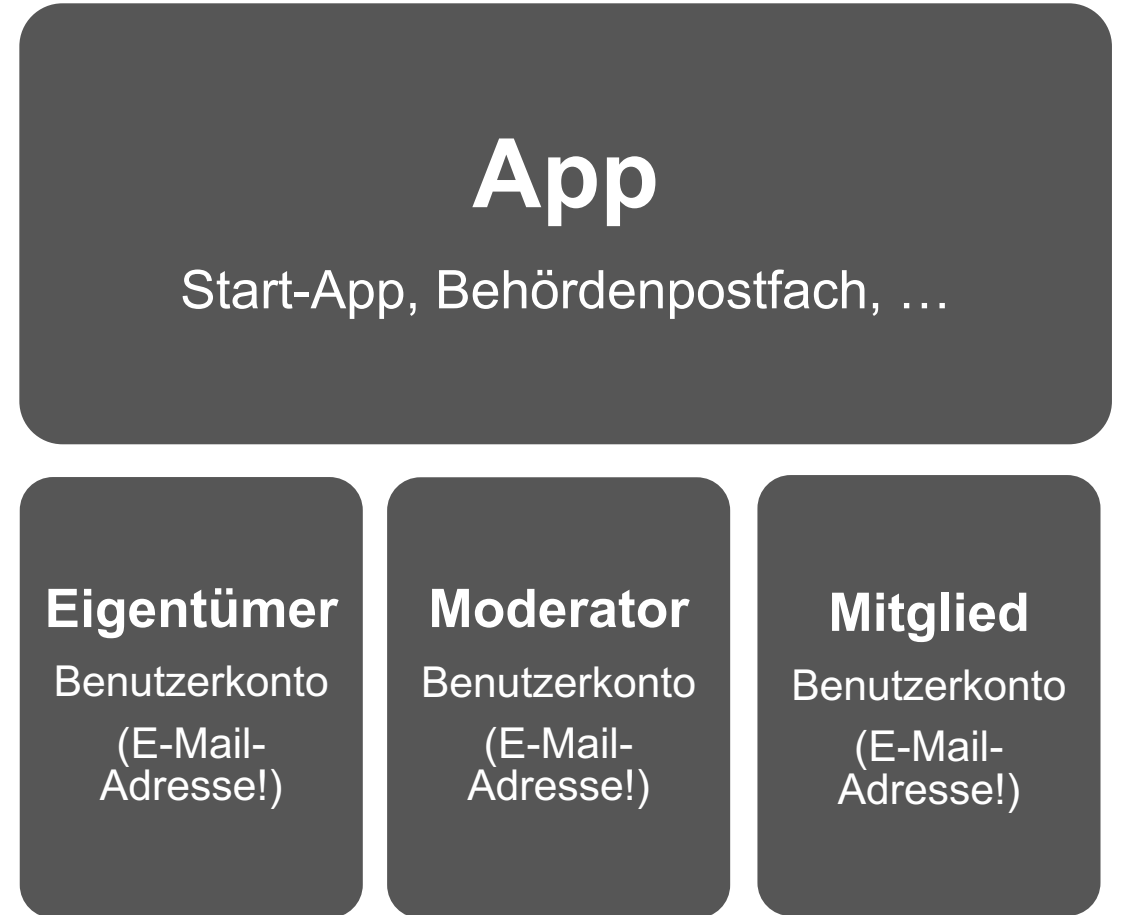 App
Start-App, Behördenpostfach, …
Eigentümer
Benutzerkonto
(E-Mail-
Adresse!)
Moderator
Benutzerkonto
(E-Mail-
Adresse!)
Mitglied
Benutzerkonto
(E-Mail-
Adresse!)